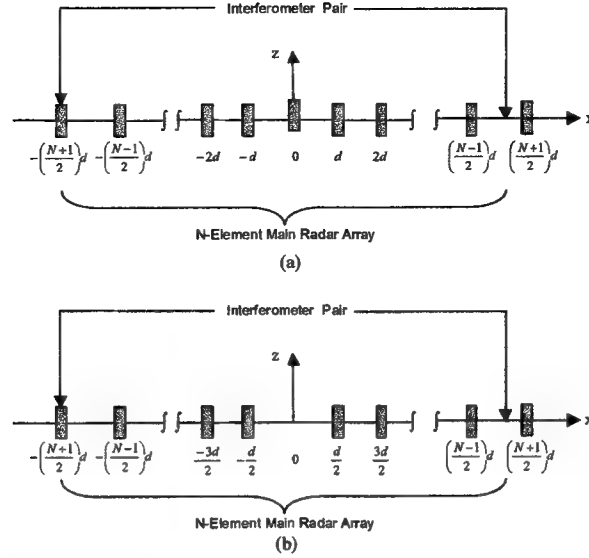 Interferometer Pair
z
x
-(N+1/2)d -(N-1/2)d -2d -d 0 d 2d (N-1/2)d (N+1/2)d
N-Element Main Radar Array
(a)
Interferometer Pair
z
x
-(N+1/2)d -(N-1/2)d -3d/2 -d/2 0 d/2 3d/2 (N-1/2)d (N+1/2)d
N-Element Main Radar Array
(b)